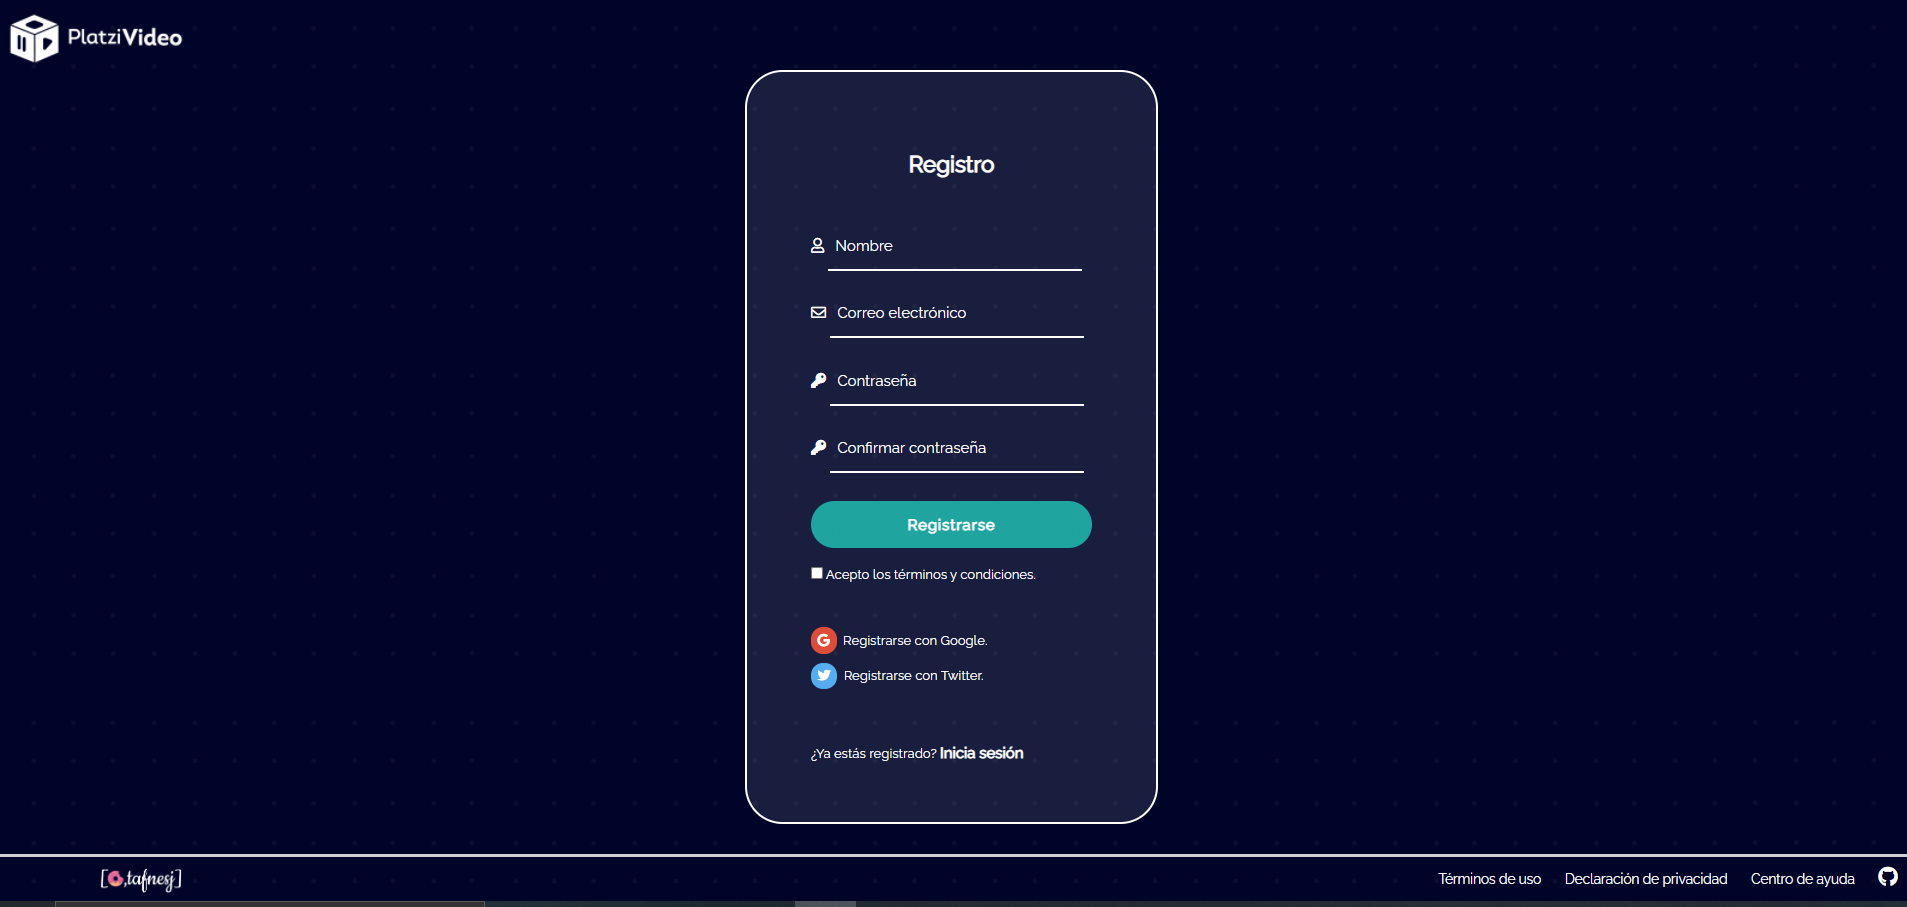 PlatziVideo
Registro
Nombre
Correo electrónico
Contraseña
Confirmar contraseña
Registrarse
Acepto los términos y condiciones.
G Registrarse con Google.
Registrarse con Twitter.
¿Ya estás registrado? Inicia sesión
[,tafnesj]
Términos de uso Declaración de privacidad Centro de ayuda